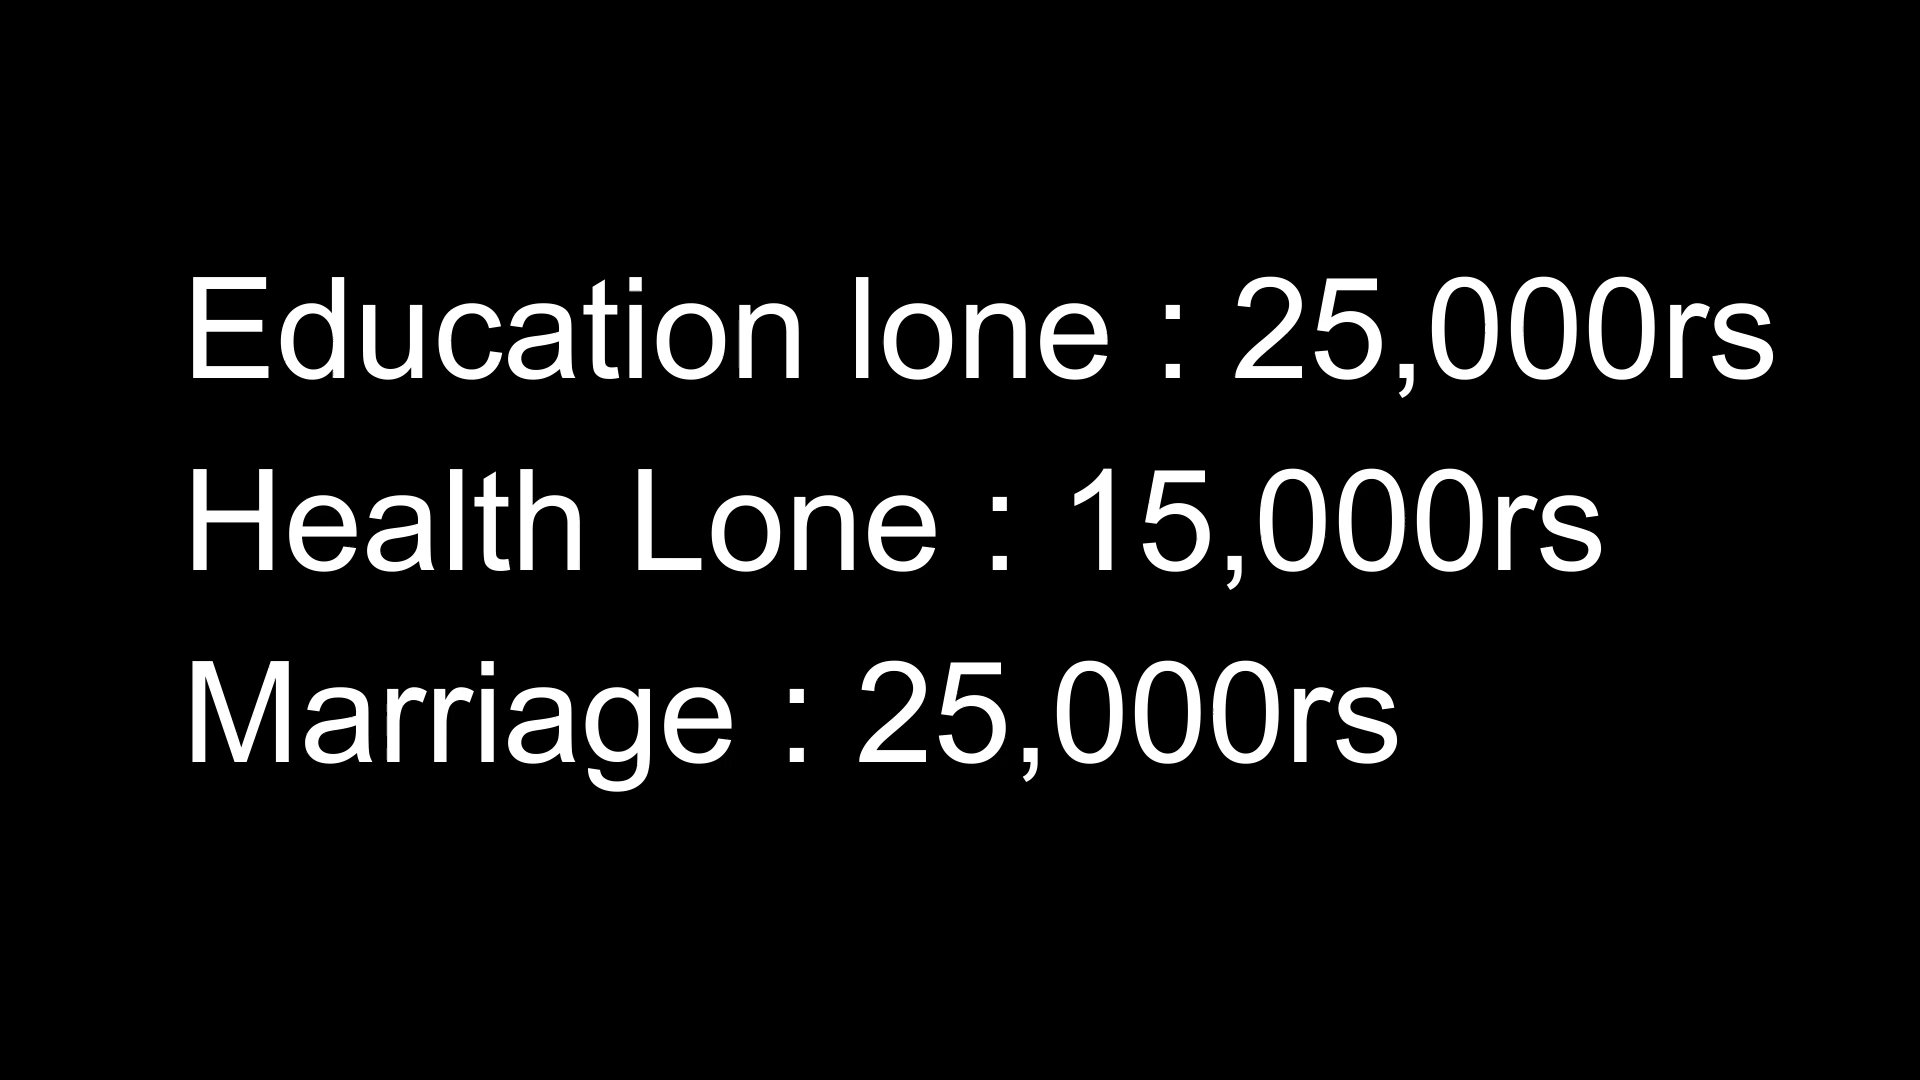 Education lone : 25,000rs
Health Lone : 15,000rs
Marriage : 25,000rs